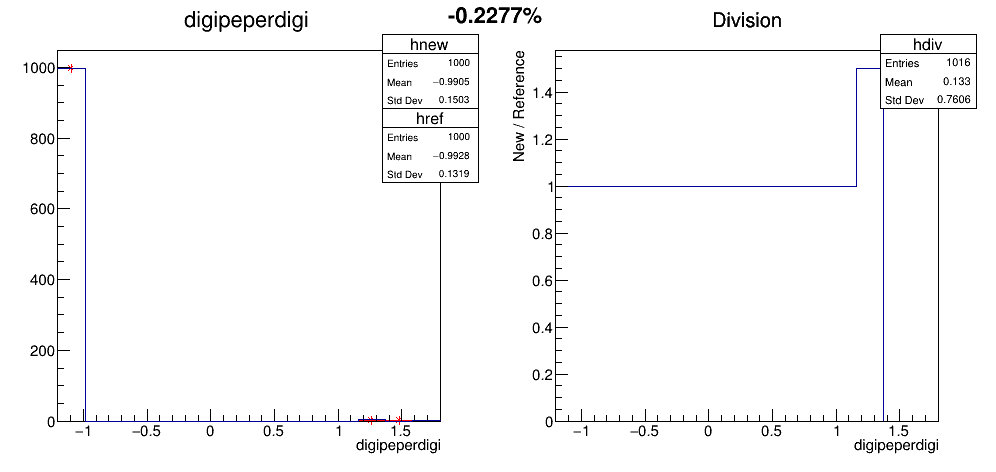 digipeperdigi
-0.2277%
Division
hnew
Entries 1000
Mean −0.9905
Std Dev 0.1503
href
Entries 1000
Mean −0.9928
Std Dev 0.1319
1000
800
600
400
200
0
−1
−0.5
0
0.5
1
1.5
digipeperdigi
hdiv
Entries 1016
Mean 0.133
Std Dev 0.7606
New / Reference
1.4
1.2
1
0.8
0.6
0.4
0.2
0
−1
−0.5
0
0.5
1
1.5
digipeperdigi